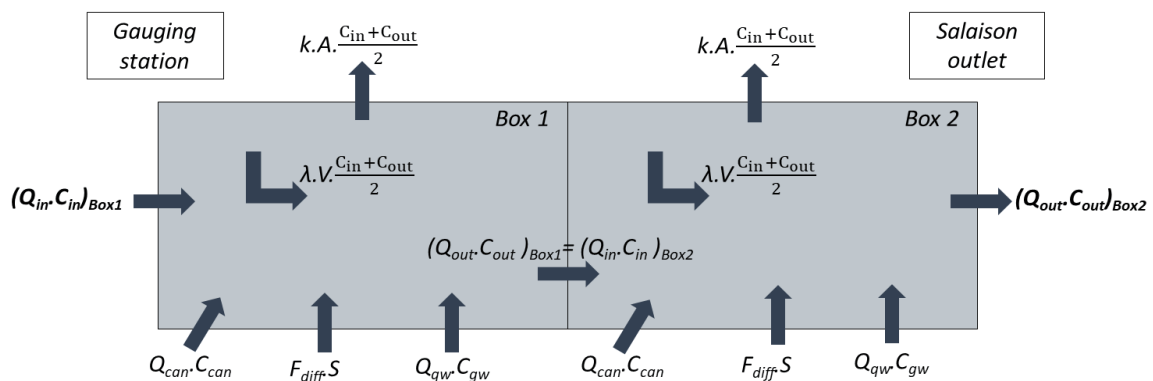 Gauging
station
k.A. (C_in+C_out)/2
k.A. (C_in+C_out)/2
Salaison
outlet
Box 1
Box 2
λ.V. (C_in+C_out)/2
λ.V. (C_in+C_out)/2
(Q_in.C_in)_Box1
(Q_out.C_out)_Box2
(Q_out.C_out )_Box1= (Q_in.C_in )_Box2
Q_can.C_can
F_diff.S
Q_gw.C_gw
Q_can.C_can
F_diff.S
Q_gw.C_gw